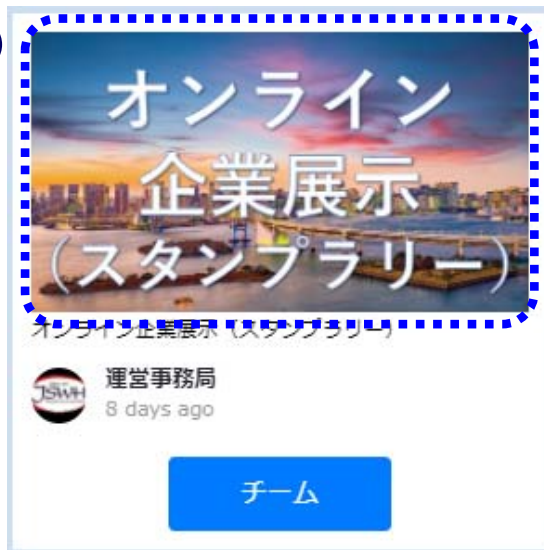 オンライン
企業展示
（スタンプラリー）
オンライン企業展示（スタンプラリー）
JSWH
運営事務局
8 days ago
チーム